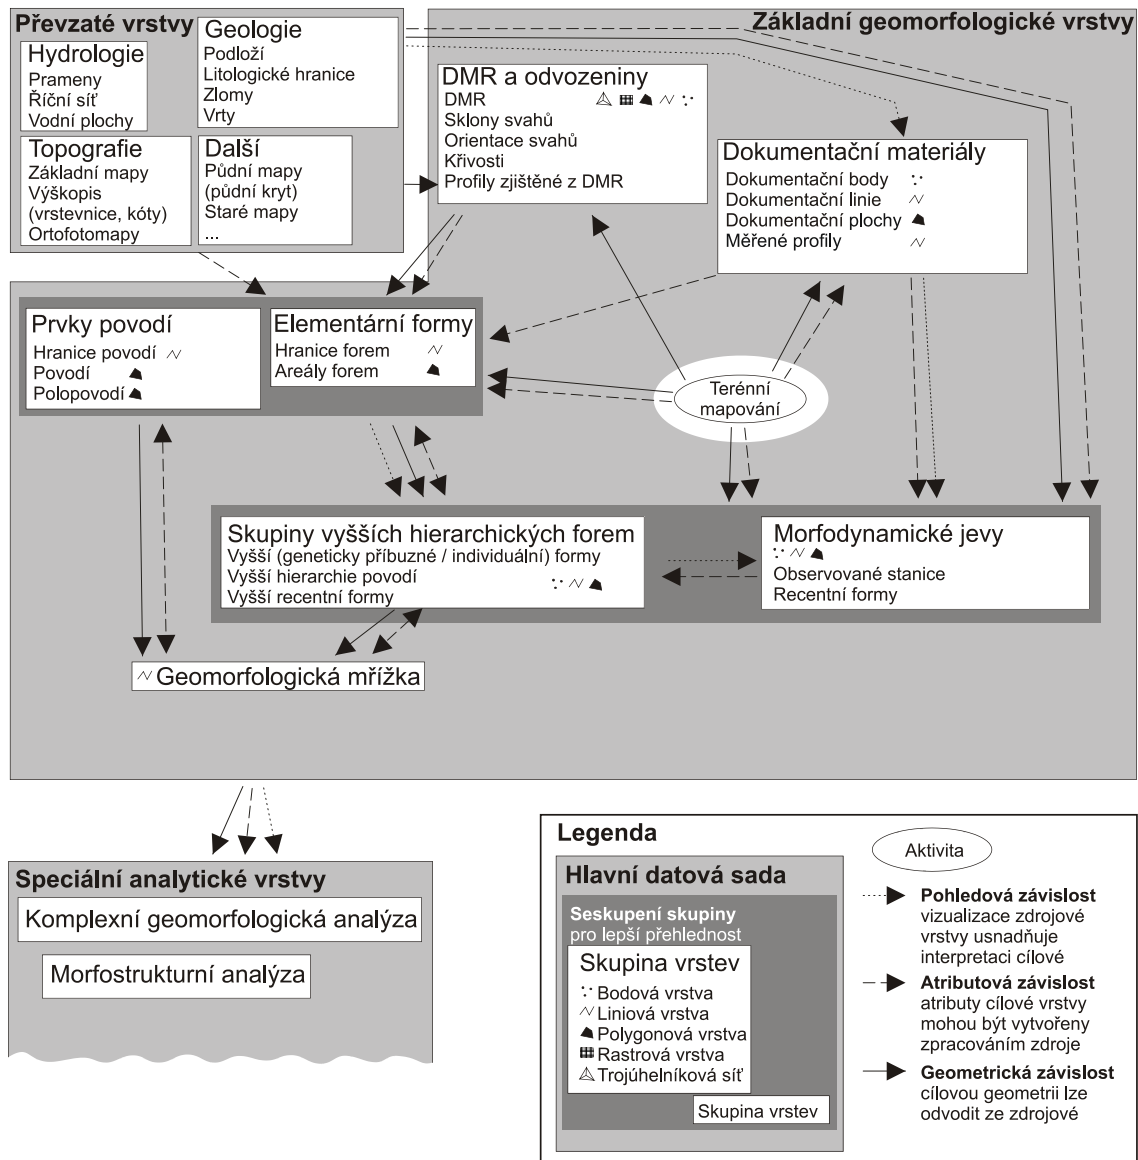 Převzaté vrstvy
Hydrologie
Prameny
Říční síť
Vodní plochy
Geologie
Podloží
Litologické hranice
Zlomy
Vrty
Topografie
Základní mapy
Výškopis
(vrstevnice, kóty)
Ortofotomapy
Další
Půdní mapy
(půdní kryt)
Staré mapy
...
Základní geomorfologické vrstvy
DMR a odvozeniny
DMR
Sklony svahů
Orientace svahů
Křivosti
Profily zjištěné z DMR
Dokumentační materiály
Dokumentační body
Dokumentační linie
Dokumentační plochy
Měřené profily
Prvky povodí
Hranice povodí
Povodí
Polopovodí
Elementární formy
Hranice forem
Areály forem
Terénní
mapování
Skupiny vyšších hierarchických forem
Vyšší (geneticky příbuzné / individuální) formy
Vyšší hierarchie povodí
Vyšší recentní formy
Morfodynamické jevy
Observované stanice
Recentní formy
Geomorfologická mřížka
Speciální analytické vrstvy
Komplexní geomorfologická analýza
Morfostrukturní analýza
Legenda
Hlavní datová sada
Seskupení skupiny
pro lepší přehlednost
Skupina vrstev
Bodová vrstva
Liniová vrstva
Polygonová vrstva
Rastrová vrstva
Trojúhelníková síť
Skupina vrstev
Aktivita
Pohledová závislost
vizualizace zdrojové
vrstvy usnadňuje
interpretaci cílové
Atributová závislost
atributy cílové vrstvy
mohou být vytvořeny
zpracováním zdroje
Geometrická závislost
cílovou geometrii lze
odvodit ze zdrojové